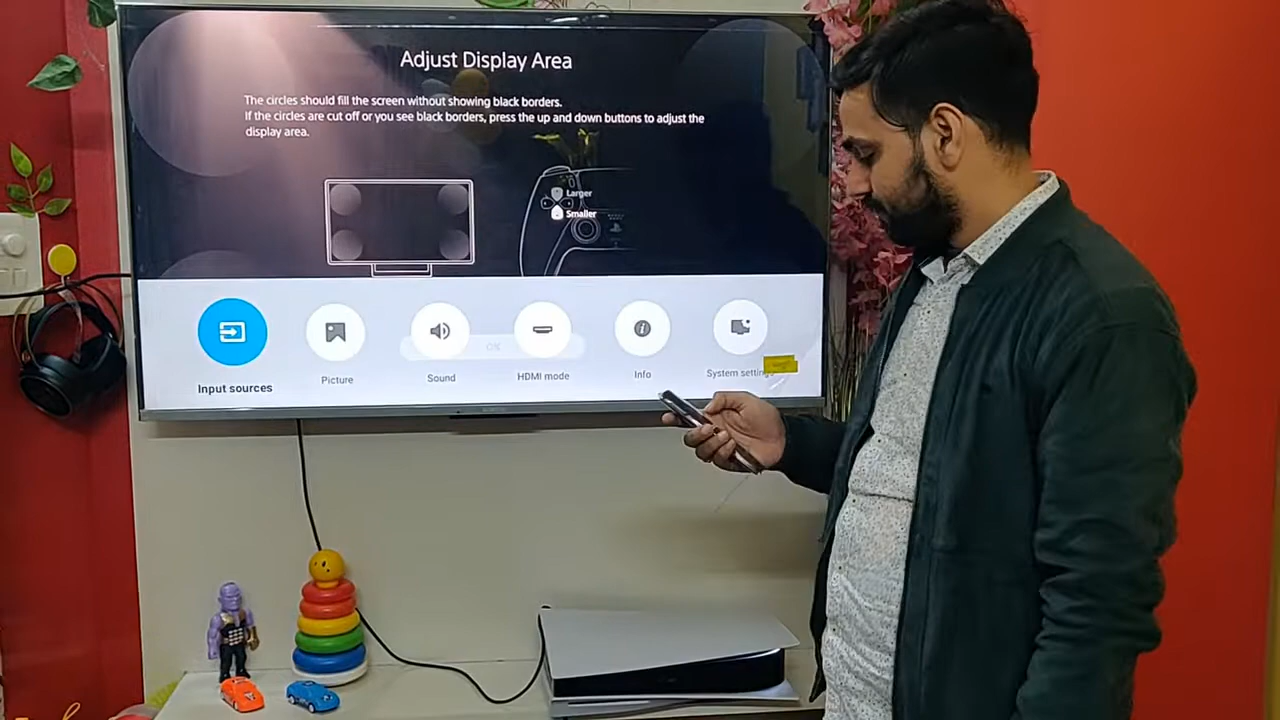 Adjust Display Area
The circles should fill the screen without showing black borders.
If the circles are cut off or you see black borders, press the up and down buttons to adjust the
display area.
Larger
Smaller
OK
Input sources
Picture
Sound
HDMI mode
Info
System settings